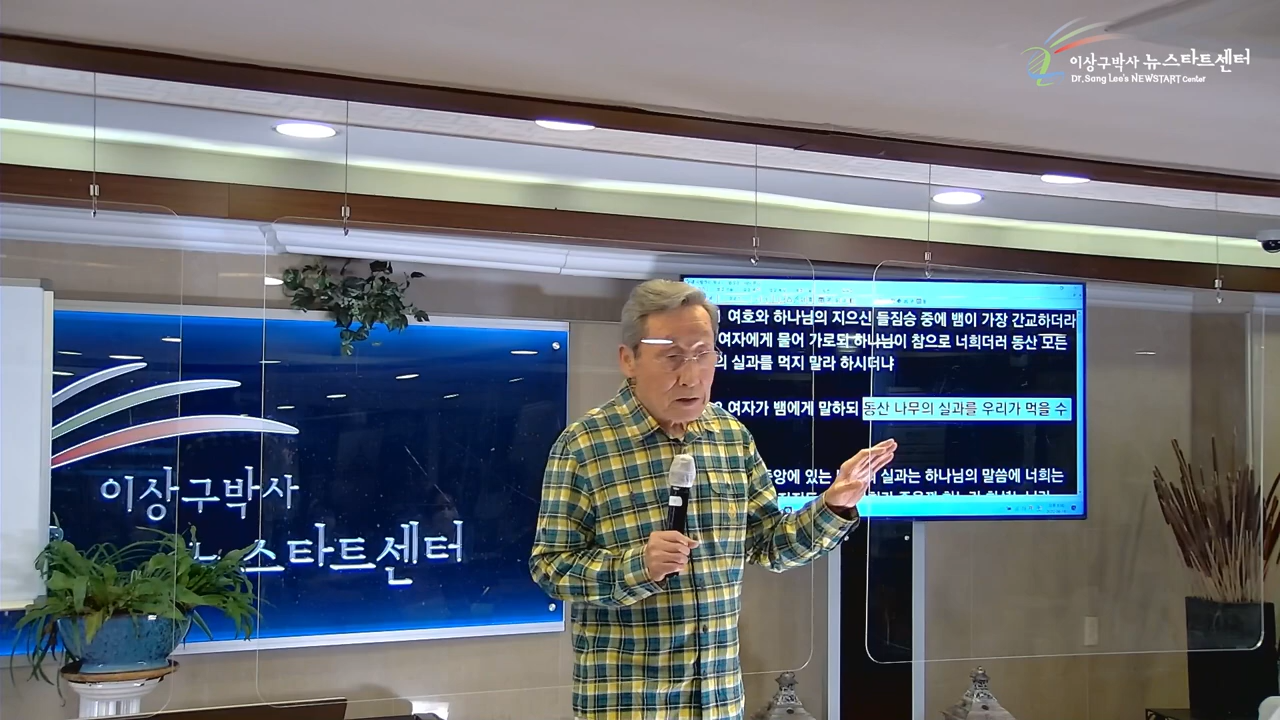 이상구박사 뉴스타트센터
Dr. Sang Lee's NEWSTART Center
여호와 하나님의 지으신 들짐승 중에 뱀이 가장 간교하더라
여자에게 물어 가로되 하나님이 참으로 너희더러 동산 모든
의 실과를 먹지 말라 하시더냐
여자가 뱀에게 말하되 동산 나무의 실과를 우리가 먹을 수
있는 실과는 하나님의 말씀에 너희는
이상구박사
뉴스타트센터